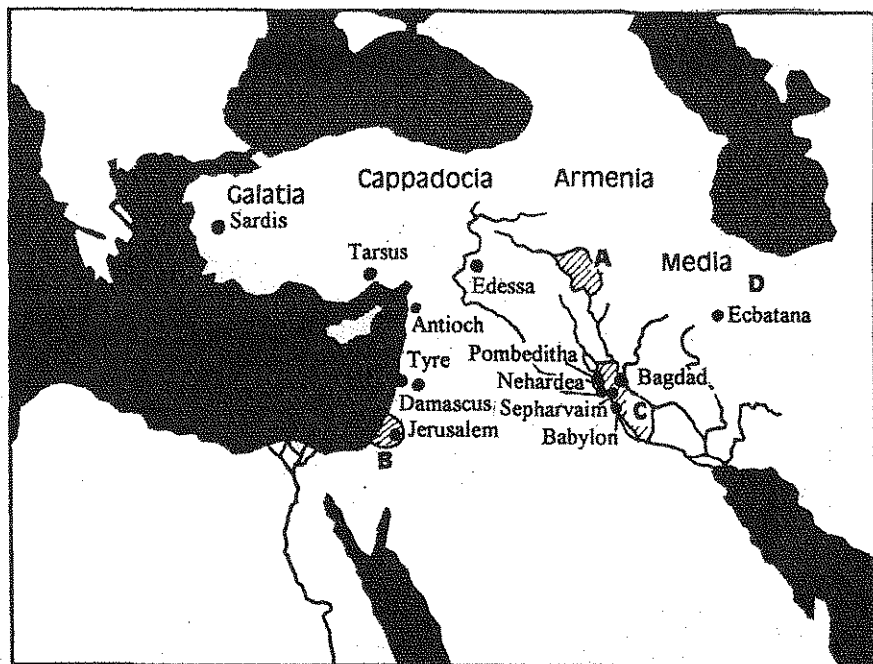 Galatia
Cappadocia
Armenia
Sardis
Tarsus
Edessa
A
Media
D
Ecbatana
Antioch
Pombeditha
Tyre
Nehardea
Bagdad
Damascus
Sepharvaim
C
Jerusalem
Babylon
B